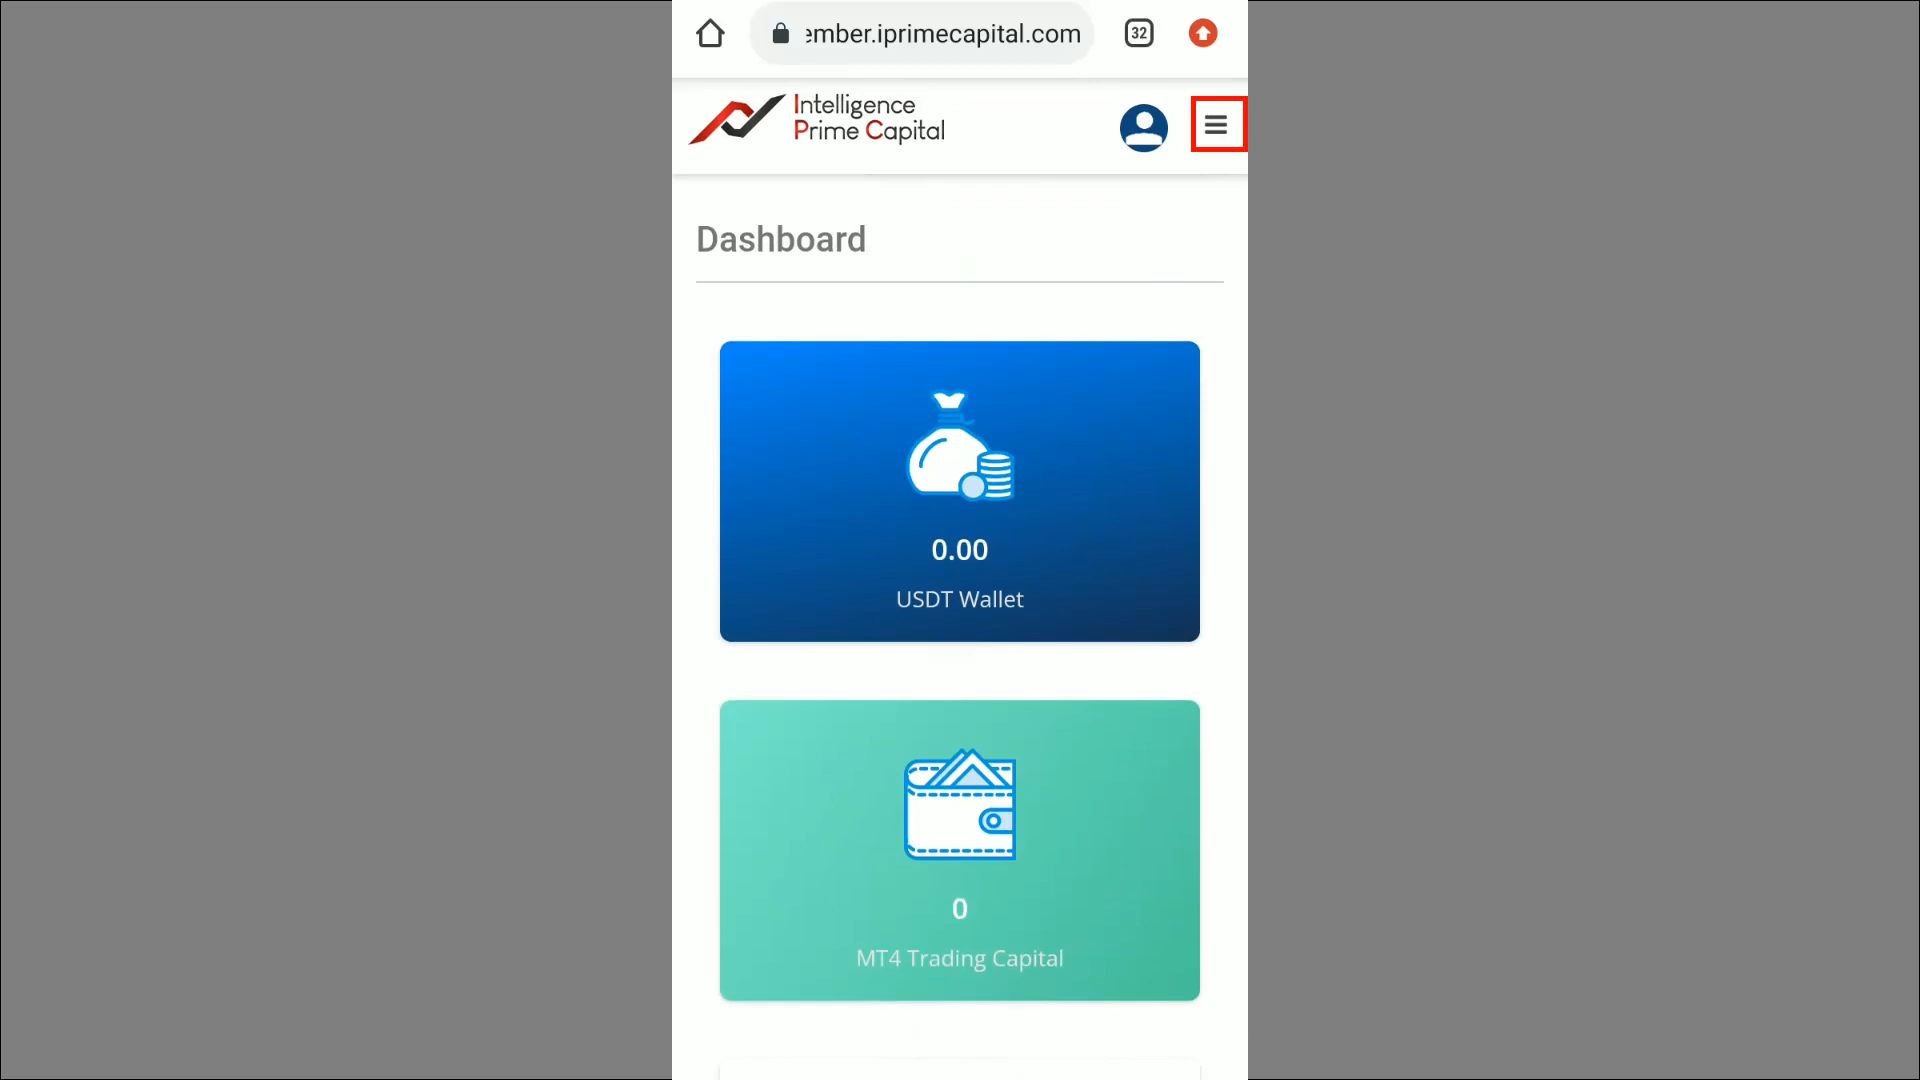 ember.iprimecapital.com
32
Intelligence
Prime Capital
Dashboard
0.00
USDT Wallet
0
MT4 Trading Capital